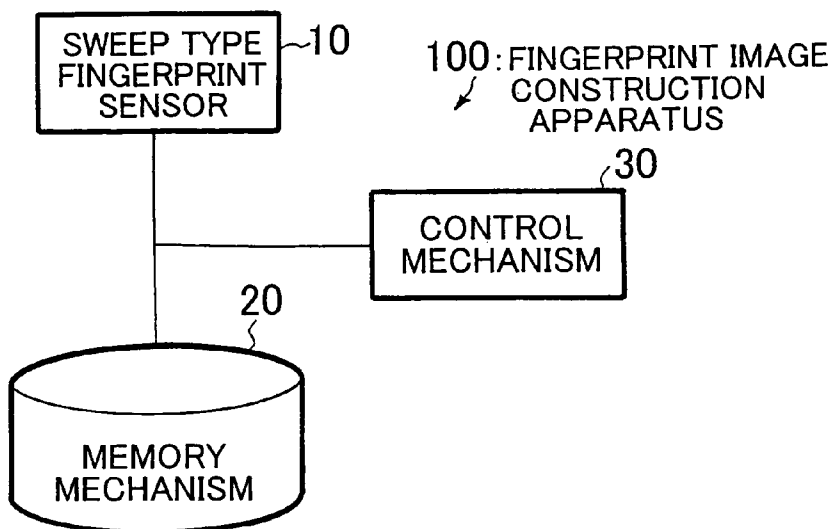 SWEEP TYPE
FINGERPRINT
SENSOR
10
100: FINGERPRINT IMAGE
CONSTRUCTION
APPARATUS
30
CONTROL
MECHANISM
20
MEMORY
MECHANISM